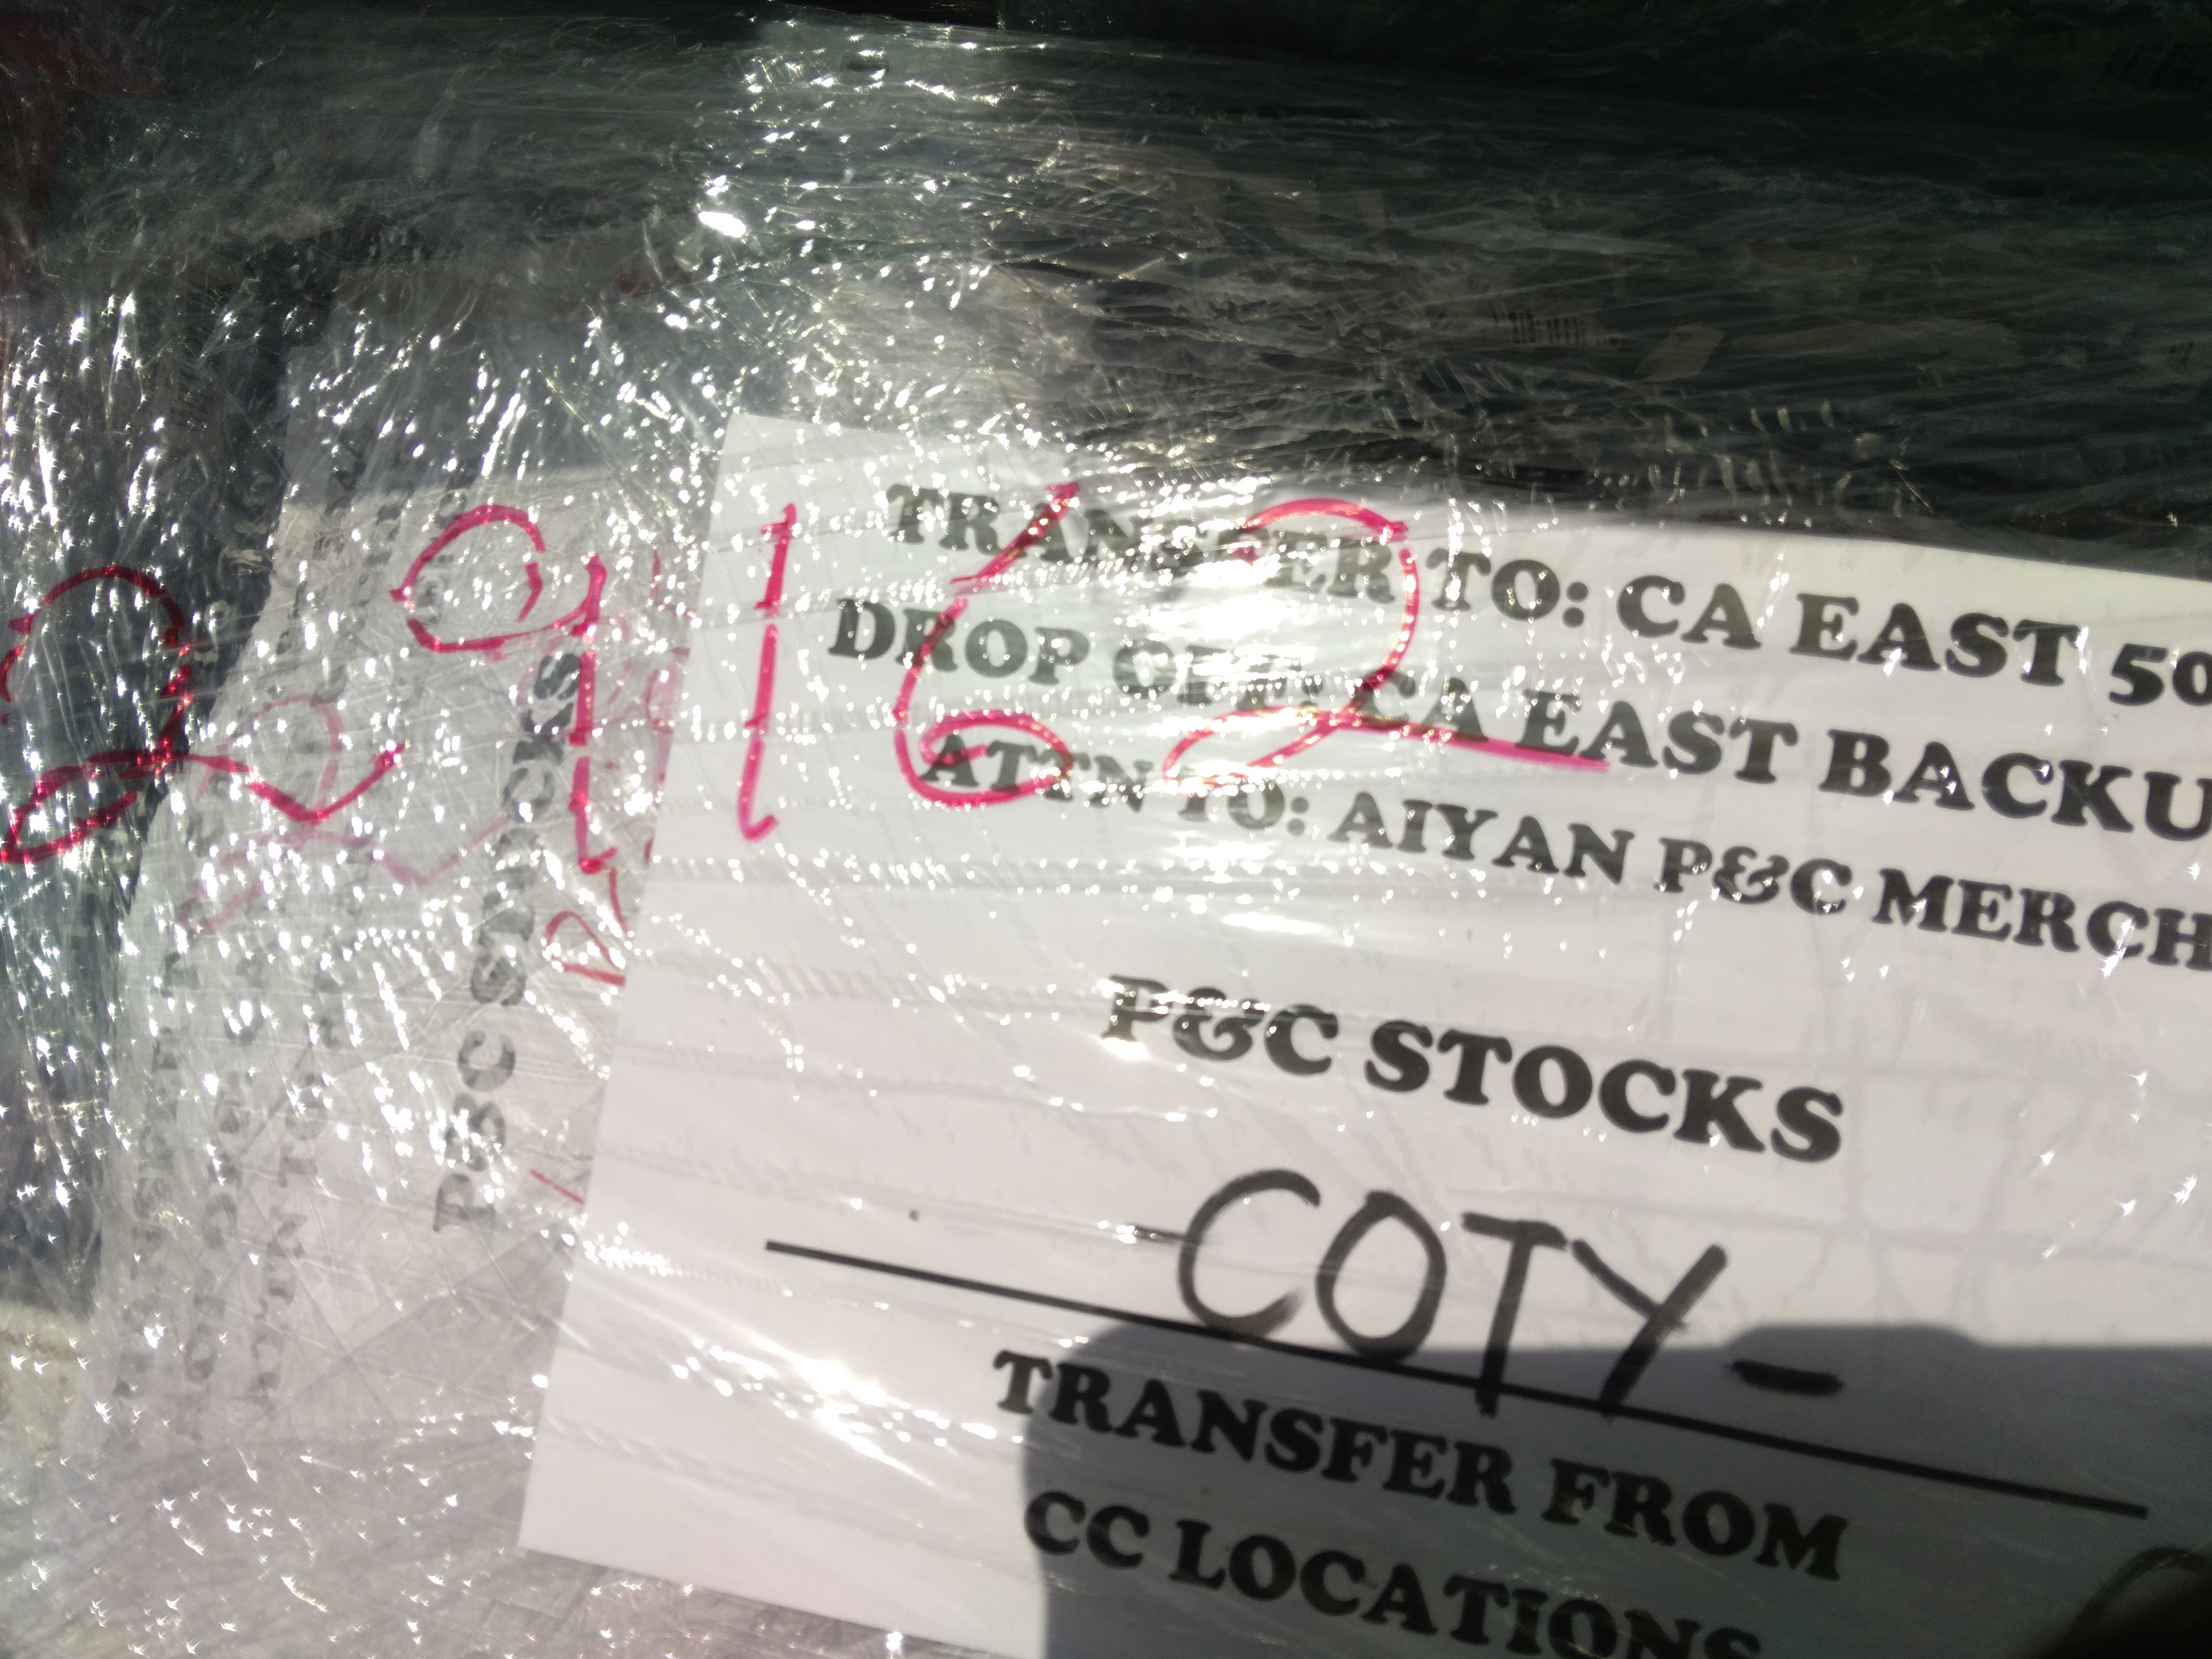 29162
TRANSFER TO: CA EAST 50
DROP OFF: CA EAST BACKU
ATTN TO: AIYAN P&C MERCH
P&C STOCKS
P&C STOCKS
-COTY-
TRANSFER FROM
CC LOCATIONS